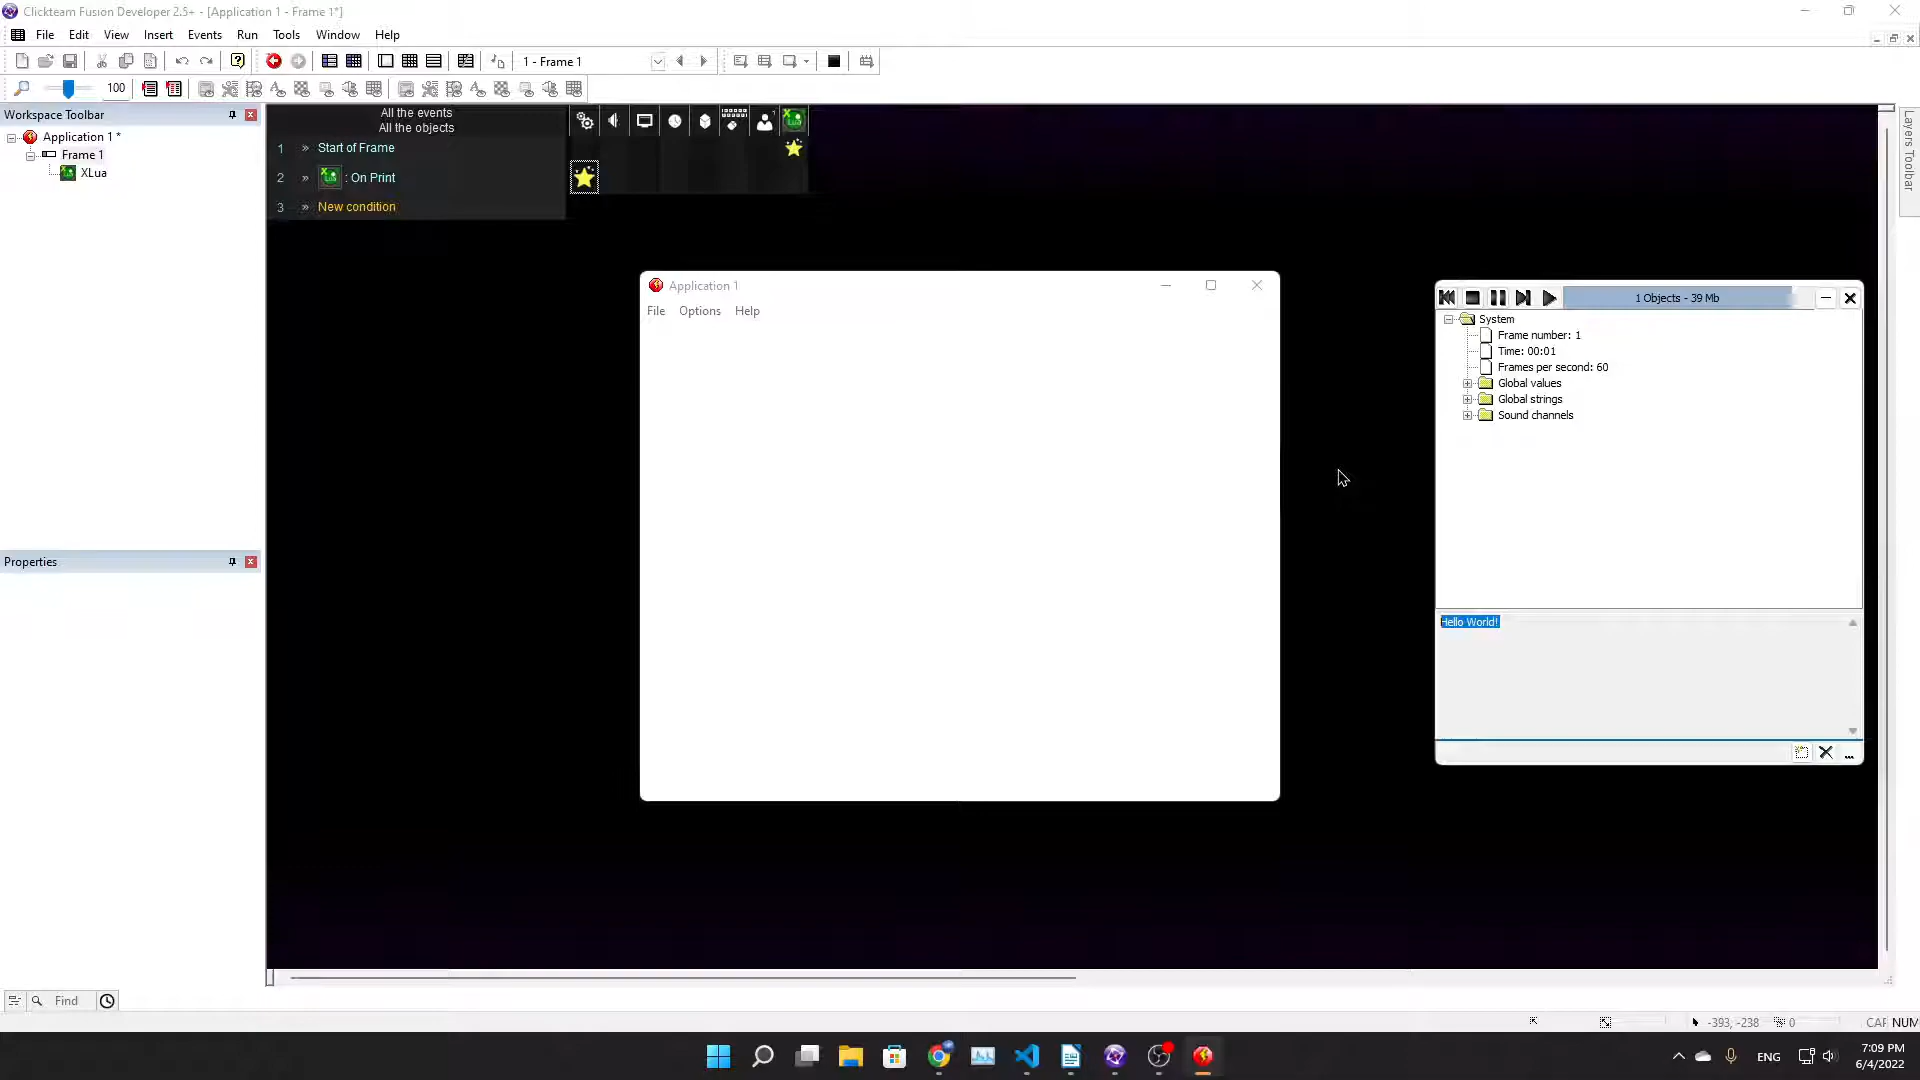 Clickteam Fusion Developer 2.5+ - [Application 1 - Frame 1*]
File Edit View Insert Events Run Tools Window Help
1 - Frame 1
100
Workspace Toolbar
Application 1 *
Frame 1
XLua
Properties
All the events
All the objects
1 » Start of Frame
2 » : On Print
3 » New condition
Layers Toolbar
Application 1
File Options Help
1 Objects - 39 Mb
System
Frame number: 1
Time: 00:01
Frames per second: 60
Global values
Global strings
Sound channels
Hello World!
Find
-393, -238 0 CAP NUM
ENG
7:09 PM
6/4/2022